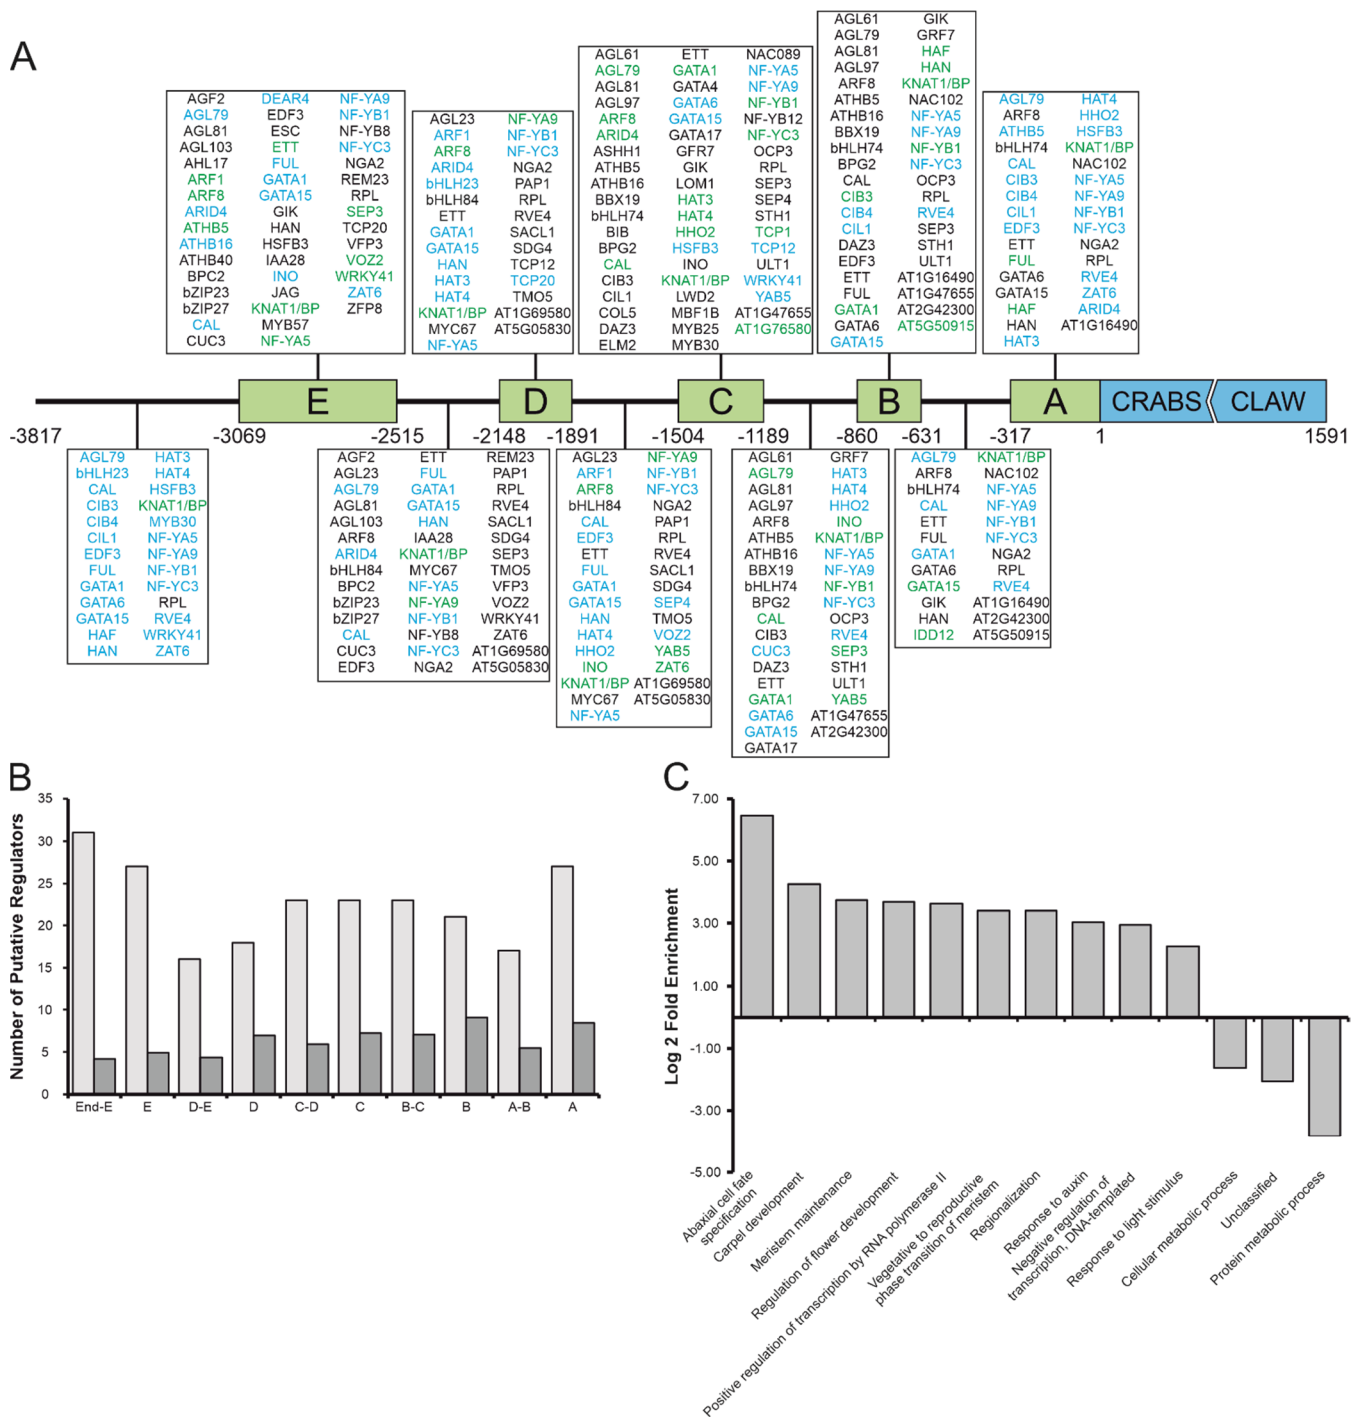 A
AGF2 DEAR4 NF-YA9
AGL79 EDF3 NF-YB1
AGL81 ESC NF-YB8
AGL103 ETT NF-YC3
AHL17 FUL NGA2
ARF1 GATA1 REM23
ARF8 GATA15 RPL
ARID4 GIK SEP3
ATHB5 HAN TCP20
ATHB16 HSFB3 VFP3
ATHB40 IAA28 VOZ2
BPC2 INO WRKY41
bZIP23 JAG ZAT6
bZIP27 KNAT1/BP ZFP8
CAL MYB57
CUC3 NF-YA5
AGL23 NF-YA9
ARF1 NF-YB1
ARF8 NF-YC3
ARID4 NGA2
bHLH23 PAP1
bHLH84 RPL
ETT RVE4
GATA1 SACL1
GATA15 SDG4
HAN TCP12
HAT3 TCP20
HAT4 TMO5
KNAT1/BP AT1G69580
MYC67 AT5G05830
NF-YA5
AGL61 ETT NAC089
AGL79 GATA1 NF-YA5
AGL81 GATA4 NF-YA9
AGL97 GATA6 NF-YB1
ARF8 GATA15 NF-YB12
ARID4 GATA17 NF-YC3
ASHH1 GFR7 OCP3
ATHB5 GIK RPL
ATHB16 LOM1 SEP3
BBX19 HAT3 SEP4
bHLH74 HAT4 STH1
BIB HHO2 TCP1
BPG2 HSFB3 TCP12
CAL INO ULT1
CIB3 KNAT1/BP WRKY41
CIL1 LWD2 YAB5
COL5 MBF1B AT1G47655
DAZ3 MYB25 AT1G76580
ELM2 MYB30
AGL61 GIK
AGL79 GRF7
AGL81 HAF
AGL97 HAN
ARF8 KNAT1/BP
ATHB5 NAC102
ATHB16 NF-YA5
BBX19 NF-YA9
bHLH74 NF-YB1
BPG2 NF-YC3
CAL OCP3
CIB3 RPL
CIB4 RVE4
CIL1 SEP3
DAZ3 STH1
EDF3 ULT1
ETT AT1G16490
FUL AT1G47655
GATA1 AT2G42300
GATA6 AT5G50915
GATA15
AGL79 HAT4
ARF8 HHO2
ATHB5 HSFB3
bHLH74 KNAT1/BP
CAL NAC102
CIB3 NF-YA5
CIB4 NF-YA9
CIL1 NF-YB1
EDF3 NF-YC3
ETT NGA2
FUL RPL
GATA6 RVE4
GATA15 ZAT6
HAF ARID4
HAN AT1G16490
HAT3
E D C B A CRABS CLAW
-3817 -3069 -2515 -2148 -1891 -1504 -1189 -860 -631 -317 1 1591
AGL79 HAT3
bHLH23 HAT4
CAL HSFB3
CIB3 KNAT1/BP
CIB4 MYB30
CIL1 NF-YA5
EDF3 NF-YA9
FUL NF-YB1
GATA1 NF-YC3
GATA6 RPL
GATA15 RVE4
HAF WRKY41
HAN ZAT6
AGF2 ETT REM23
AGL23 FUL PAP1
AGL79 GATA1 RPL
AGL81 GATA15 RVE4
AGL103 HAN SACL1
ARF8 IAA28 SDG4
ARID4 KNAT1/BP SEP3
bHLH84 MYC67 TMO5
BPC2 NF-YA5 VFP3
bZIP23 NF-YA9 VOZ2
bZIP27 NF-YB1 WRKY41
CAL NF-YB8 ZAT6
CUC3 NF-YC3 AT1G69580
EDF3 NGA2 AT5G05830
AGL23 NF-YA9
ARF1 NF-YB1
ARF8 NF-YC3
bHLH84 NGA2
CAL PAP1
EDF3 RPL
ETT RVE4
FUL SACL1
GATA1 SDG4
GATA15 SEP4
HAN TMO5
HAT4 VOZ2
HHO2 YAB5
INO ZAT6
KNAT1/BP AT1G69580
MYC67 AT5G05830
NF-YA5
AGL61 GRF7
AGL79 HAT3
AGL81 HAT4
AGL97 HHO2
ARF8 INO
ATHB5 KNAT1/BP
ATHB16 NF-YA5
BBX19 NF-YA9
bHLH74 NF-YB1
BPG2 NF-YC3
CAL OCP3
CIB3 RVE4
CUC3 SEP3
DAZ3 STH1
ETT ULT1
GATA1 YAB5
GATA6 AT1G47655
GATA15 AT2G42300
GATA17
AGL79 KNAT1/BP
ARF8 NAC102
bHLH74 NF-YA5
CAL NF-YA9
ETT NF-YB1
FUL NF-YC3
GATA1 NGA2
GATA6 RPL
GATA15 RVE4
GIK AT1G16490
HAN AT2G42300
IDD12 AT5G50915
B
Number of Putative Regulators
35
30
25
20
15
10
5
0
End-E E D-E D C-D C B-C B A-B A
C
Log 2 Fold Enrichment
7.00
5.00
3.00
1.00
-1.00
-3.00
-5.00
Abaxial cell fate
specification
Carpel development
Meristem maintenance
Regulation of flower development
Positive regulation of transcription by RNA polymerase II
Vegetative to reproductive
phase transition of meristem
Regionalization
Response to auxin
Negative regulation of
transcription, DNA-templated
Response to light stimulus
Cellular metabolic process
Unclassified
Protein metabolic process